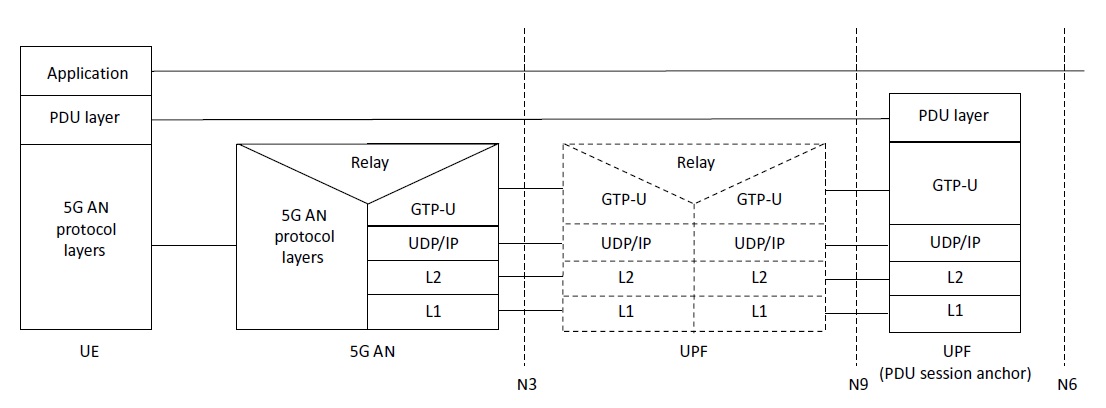 Application
PDU layer
PDU layer
Relay
Relay
5G AN
protocol
layers
5G AN
protocol
layers
GTP-U
GTP-U
GTP-U
GTP-U
UDP/IP
UDP/IP
UDP/IP
UDP/IP
L2
L2
L2
L2
L1
L1
L1
L1
UE
5G AN
UPF
UPF
(PDU session anchor)
N3
N9
N6